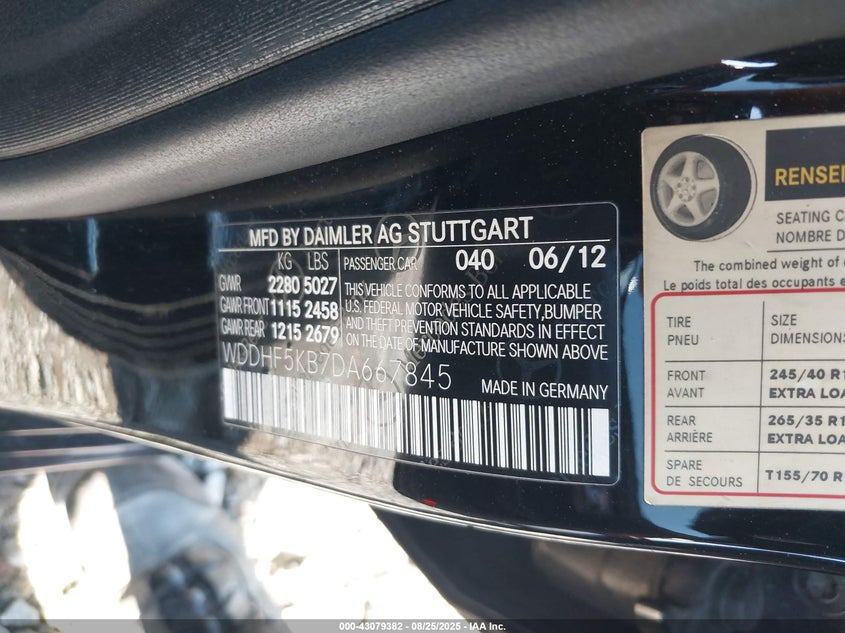 MFD BY DAIMLER AG STUTTGART
KG LBS
GVWR 2280 5027
GAWR FRONT 1115 2458
GAWR REAR 1215 2679
PASSENGER CAR 040 06/12
THIS VEHICLE CONFORMS TO ALL APPLICABLE
U.S. FEDERAL MOTOR VEHICLE SAFETY,BUMPER
AND THEFT PREVENTION STANDARDS IN EFFECT
ON DATE OF MANUFACTURE SHOWN ABOVE
WDDHF5KB7DA667845
MADE IN GERMANY
RENSEI
SEATING C
NOMBRE D
The combined weight of
Le poids total des occupants e
TIRE SIZE
PNEU DIMENSIONS
FRONT 245/40 R1
AVANT EXTRA LOA
REAR 265/35 R1
ARRIÈRE EXTRA LOA
SPARE T155/70 R
DE SECOURS
000-43079382 / 08/25/2025 - IAA Inc.